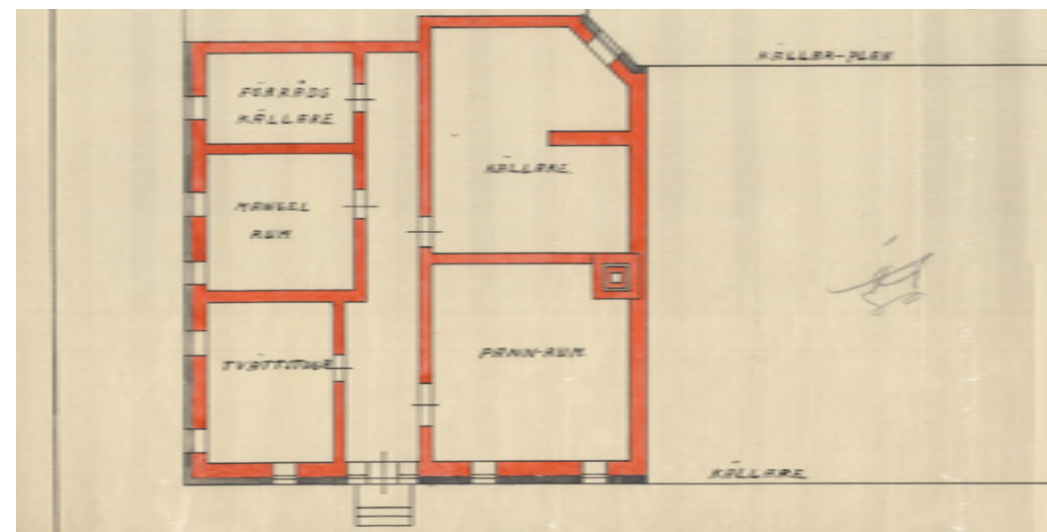 KÄLLAR-PLAN
FÖRRÅDS
KÄLLARE
KÄLLARE
MANGEL
RUM
TVÄTTSTUGA
PANN-RUM
KÄLLARE